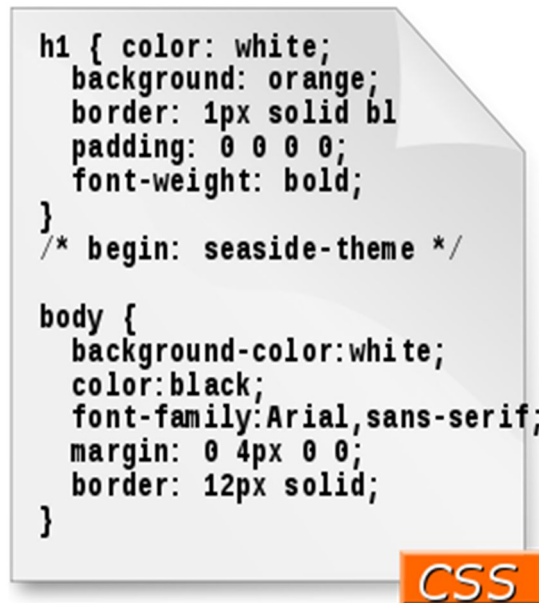 h1 { color: white;
  background: orange;
  border: 1px solid bl
  padding: 0 0 0 0;
  font-weight: bold;
}
/* begin: seaside-theme */

body {
  background-color:white;
  color:black;
  font-family:Arial,sans-serif;
  margin: 0 4px 0 0;
  border: 12px solid;
}
CSS